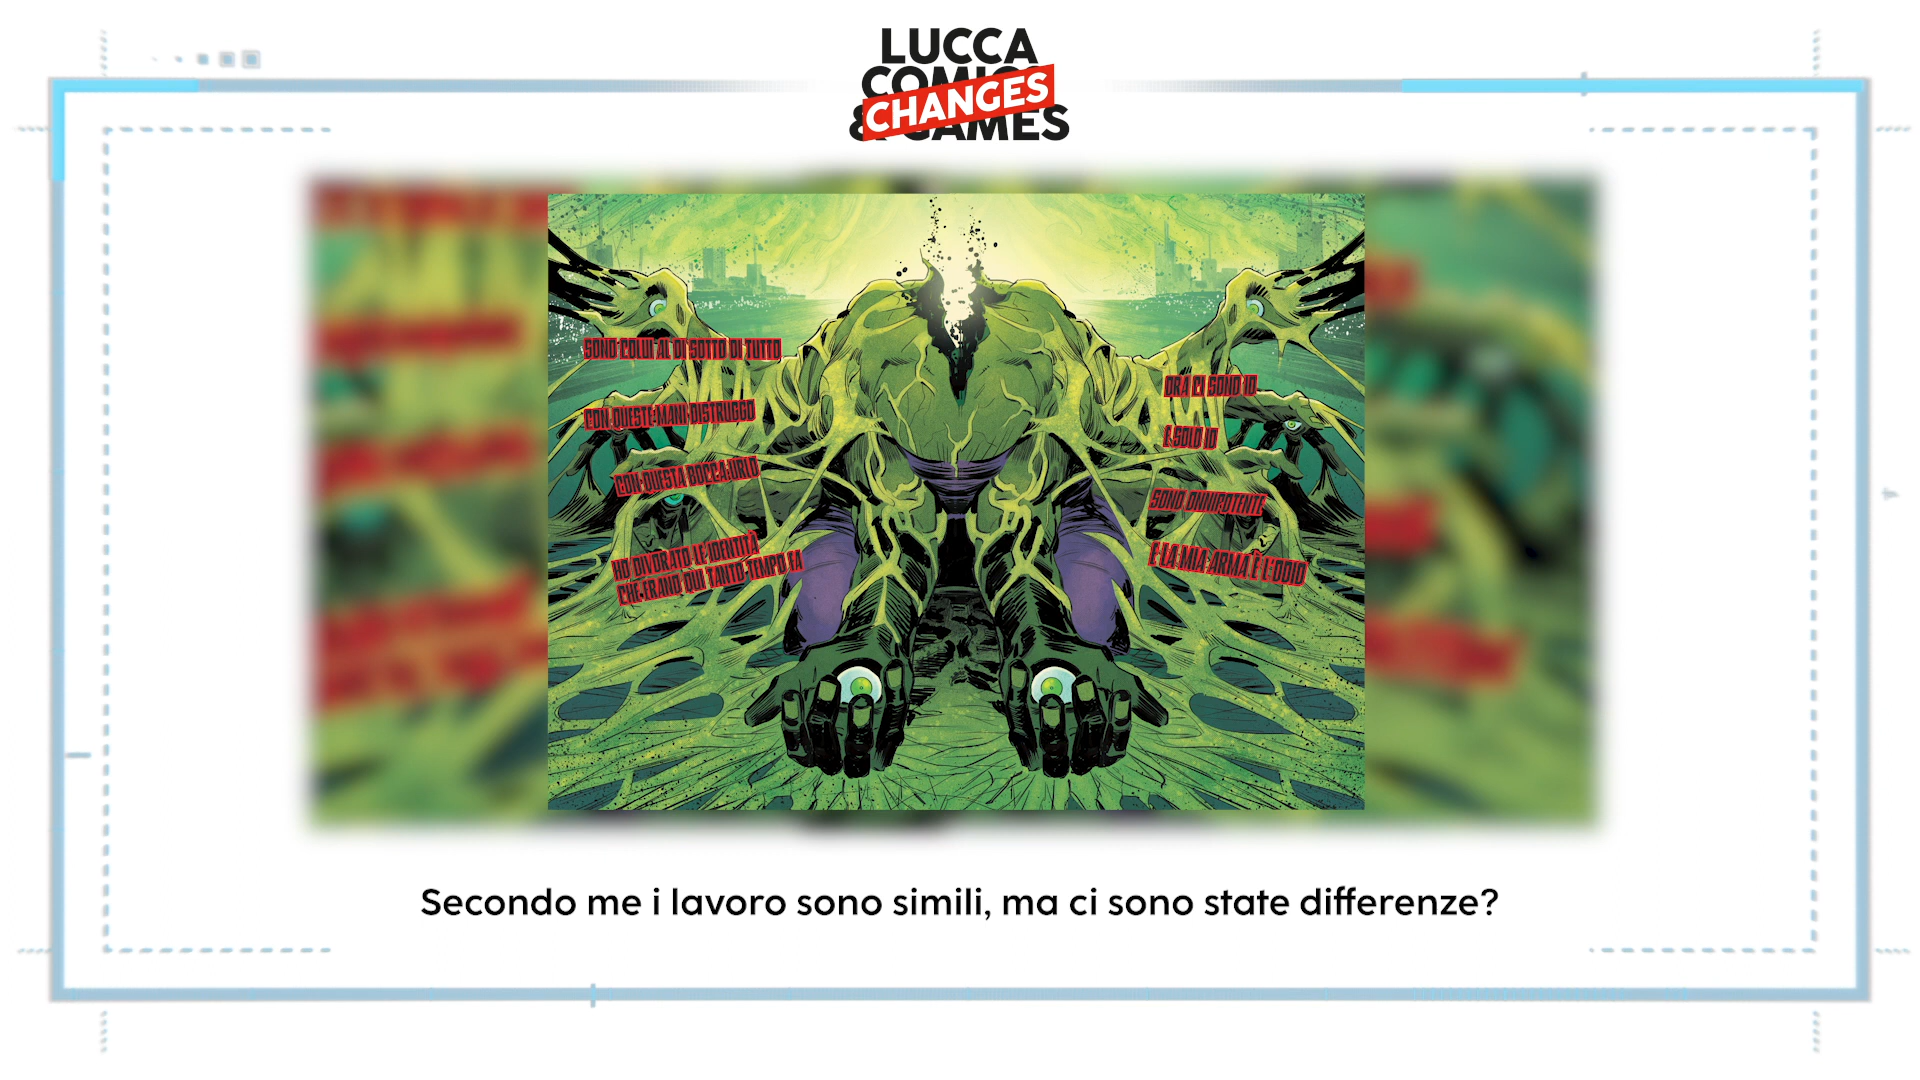 LUCCA
COMICS
CHANGES
& GAMES
SONO COLUI AL DI SOTTO DI TUTTO
CON QUESTE MANI DISTRUGGO
CON QUESTA BOCCA URLO
HO DIVORATO LE IDENTITÀ
CHE ERANO QUI TANTO TEMPO FA
ORA CI SONO IO
E SOLO IO
SONO ONNIPOTENTE
E LA MIA ARMA È L'ODIO
Secondo me i lavoro sono simili, ma ci sono state differenze?